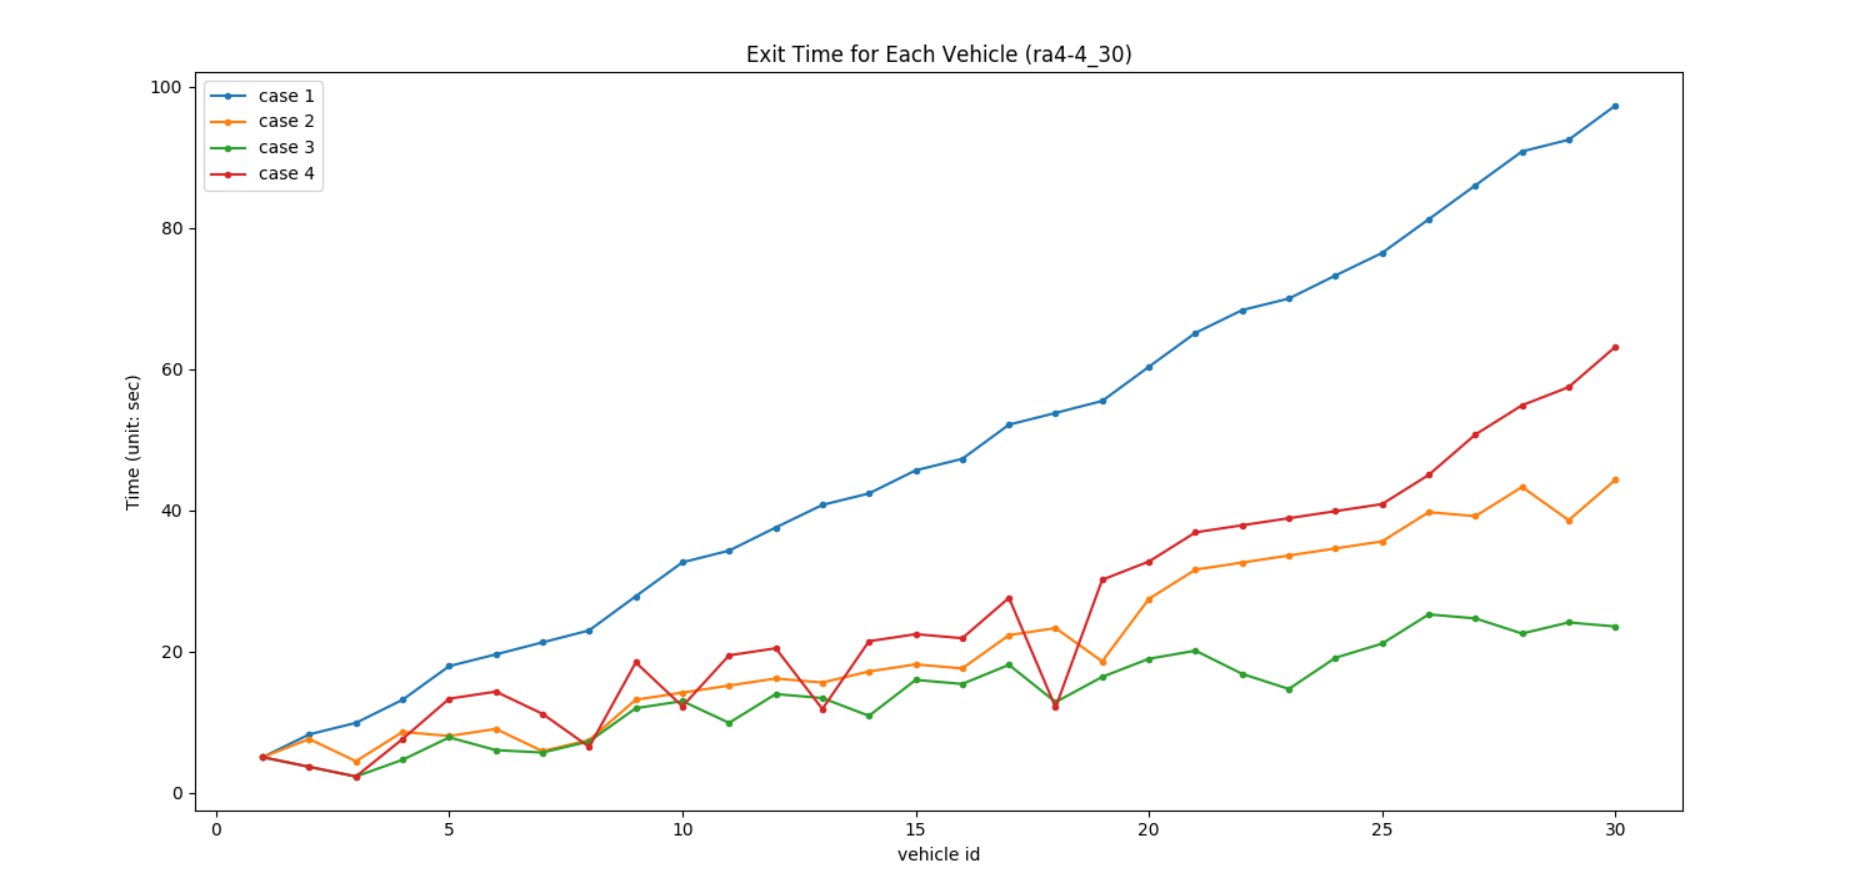 Exit Time for Each Vehicle (ra4-4_30)
case 1
case 2
case 3
case 4
100
80
60
40
20
0
Time (unit: sec)
0 5 10 15 20 25 30
vehicle id